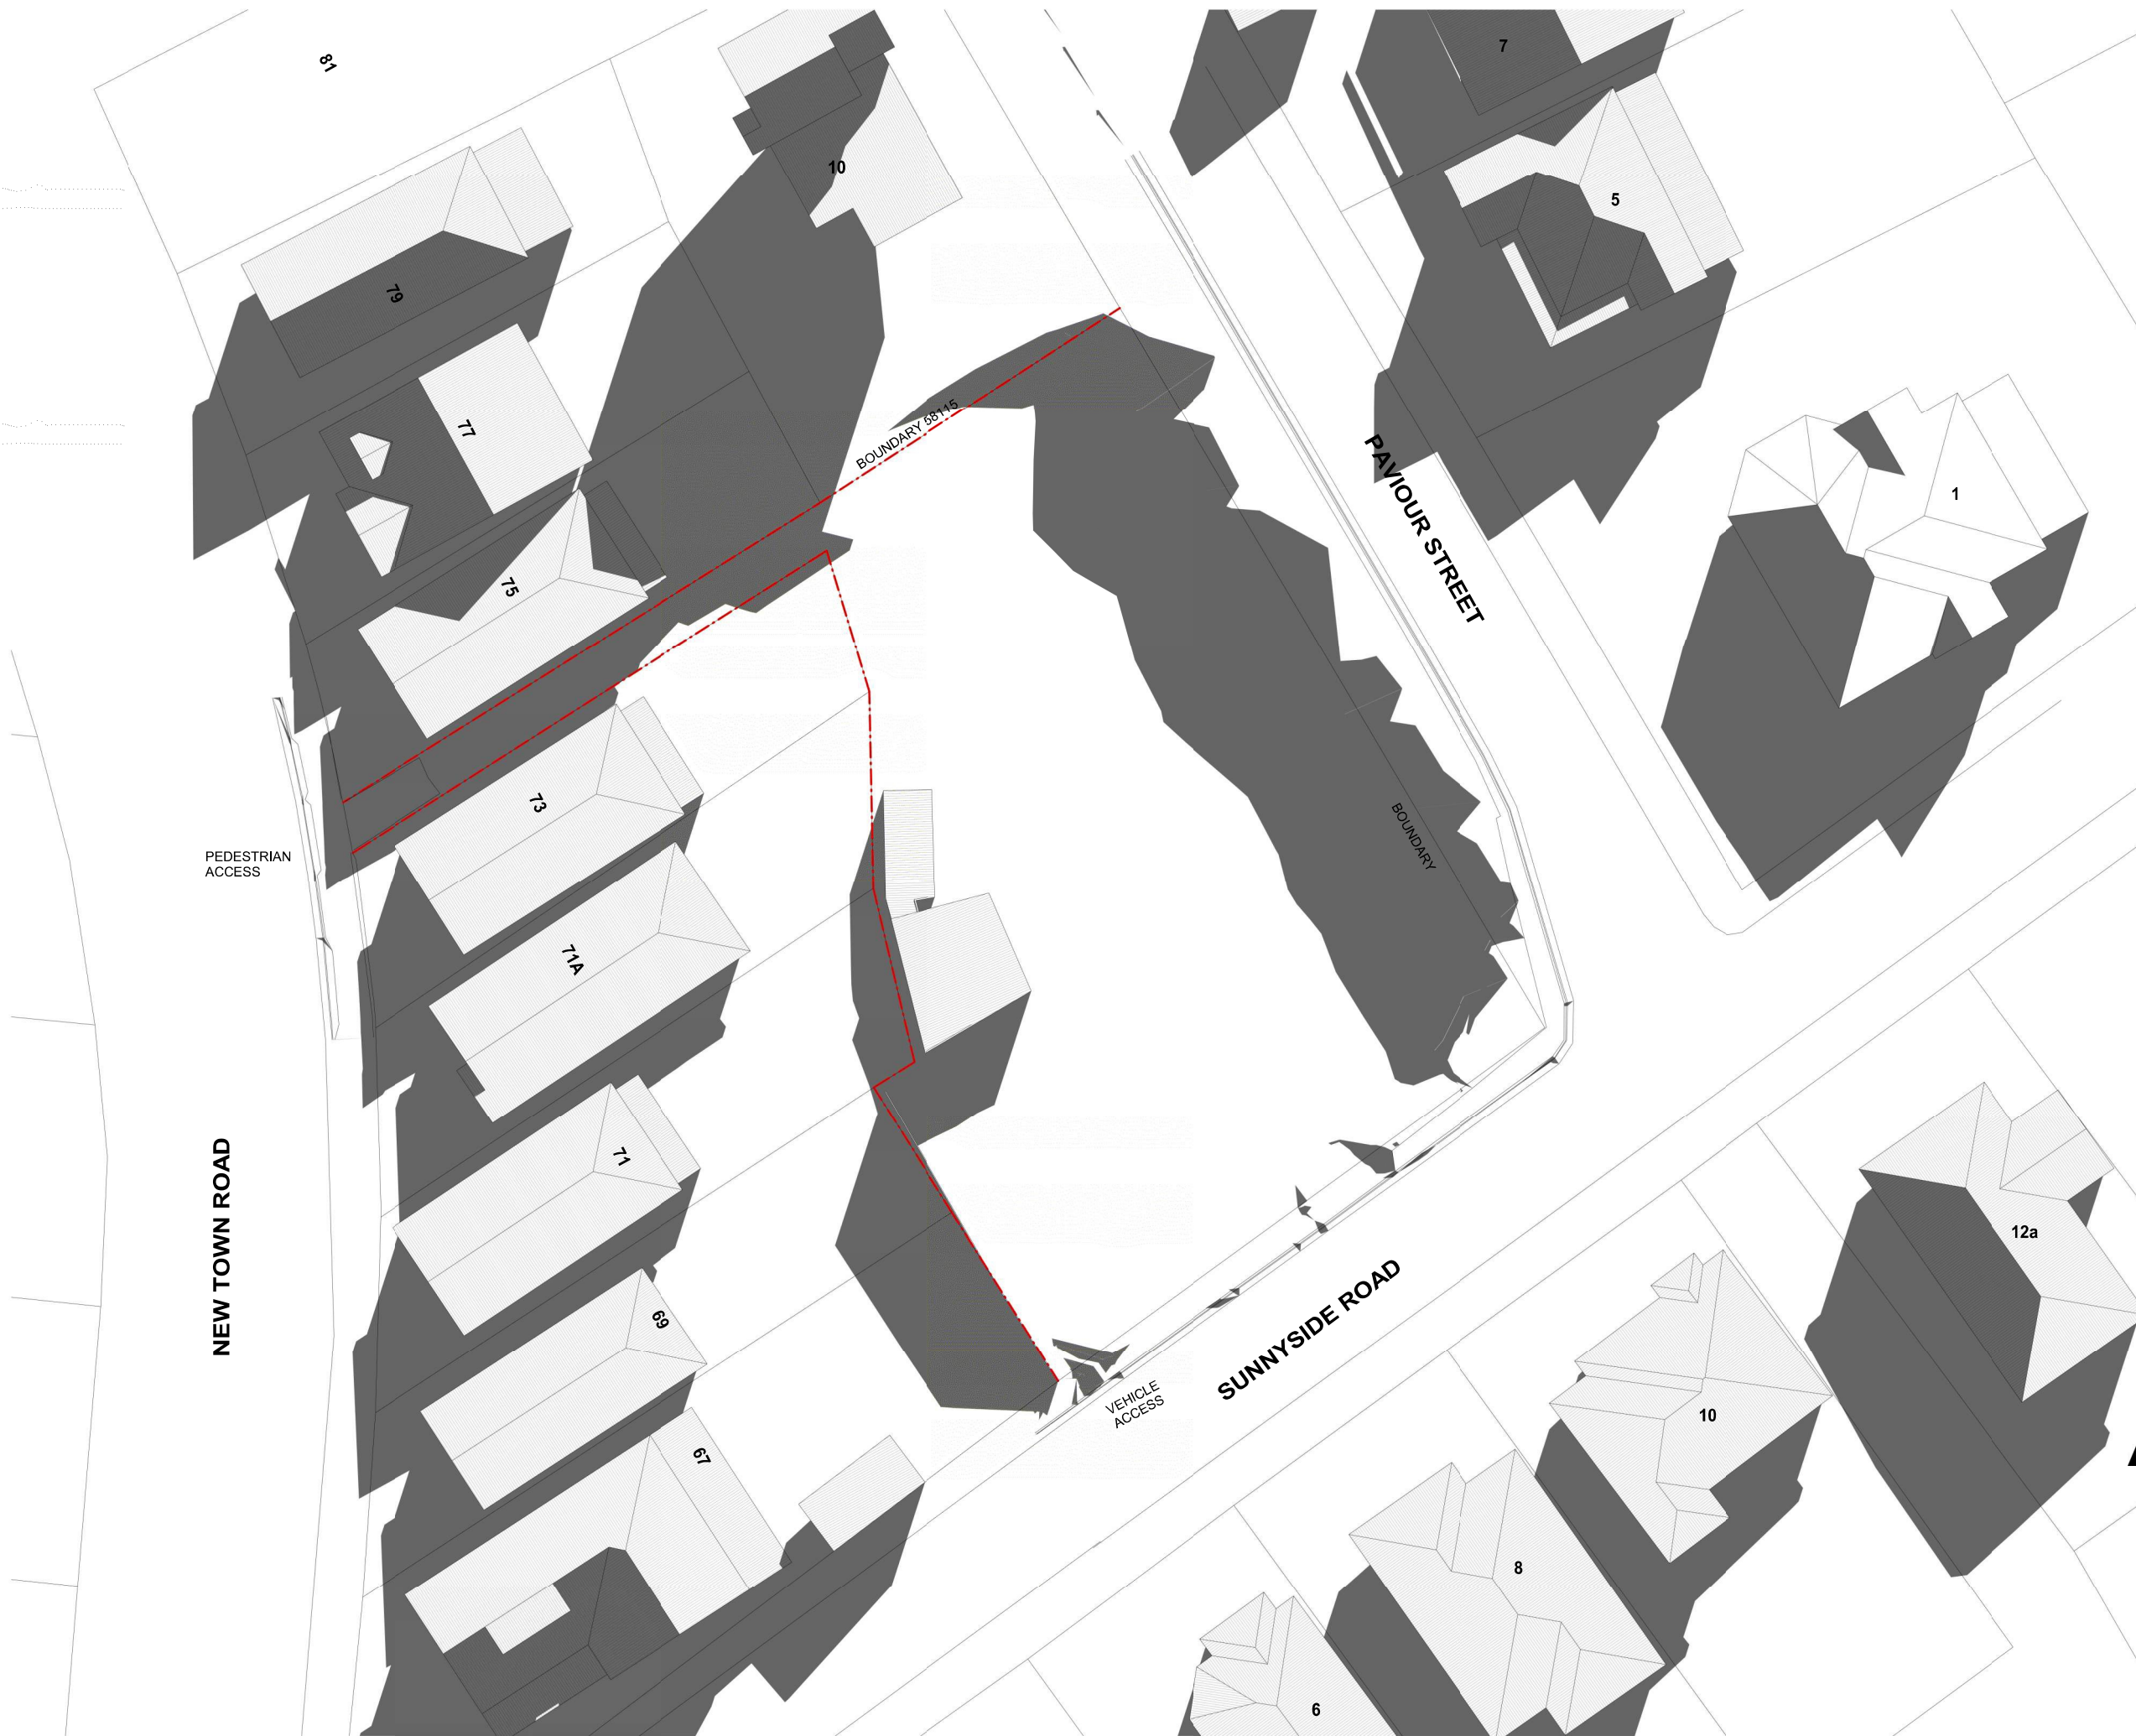 81
7
10
5
79
77
BOUNDARY 58115
1
PAVIOUR STREET
75
73
BOUNDARY
PEDESTRIAN
ACCESS
71A
71
NEW TOWN ROAD
12a
69
SUNNYSIDE ROAD
VEHICLE
ACCESS
10
67
8
6